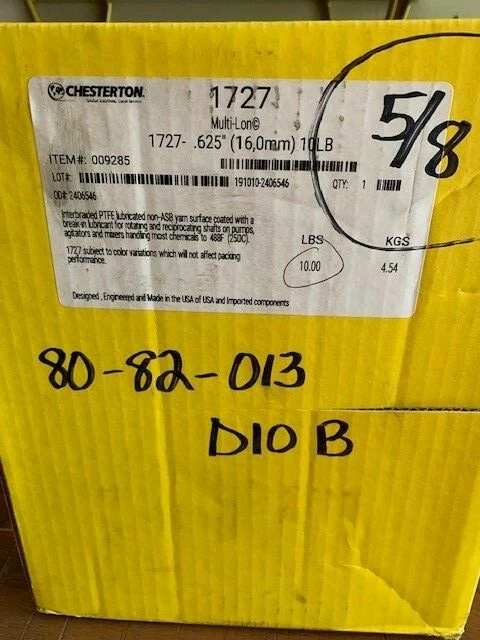 CHESTERTON.
Global Solutions, Local Service.
1727
Multi-Lon©
1727- .625" (16,0mm) 10LB
5/8
ITEM#: 009285
LOT#:
191010-2406546
QTY: 1
OD#: 2406546
Interbraided PTFE lubricated non-ASB yarn surface coated with a
break-in lubricant for rotating and reciprocating shafts on pumps,
agitators and mixers handling most chemicals to 488F (250C).
1727 subject to color variations which will not affect packing
performance.
LBS
KGS
10.00
4.54
Designed, Engineered and Made in the USA of USA and Imported components
80-82-013
D10 B